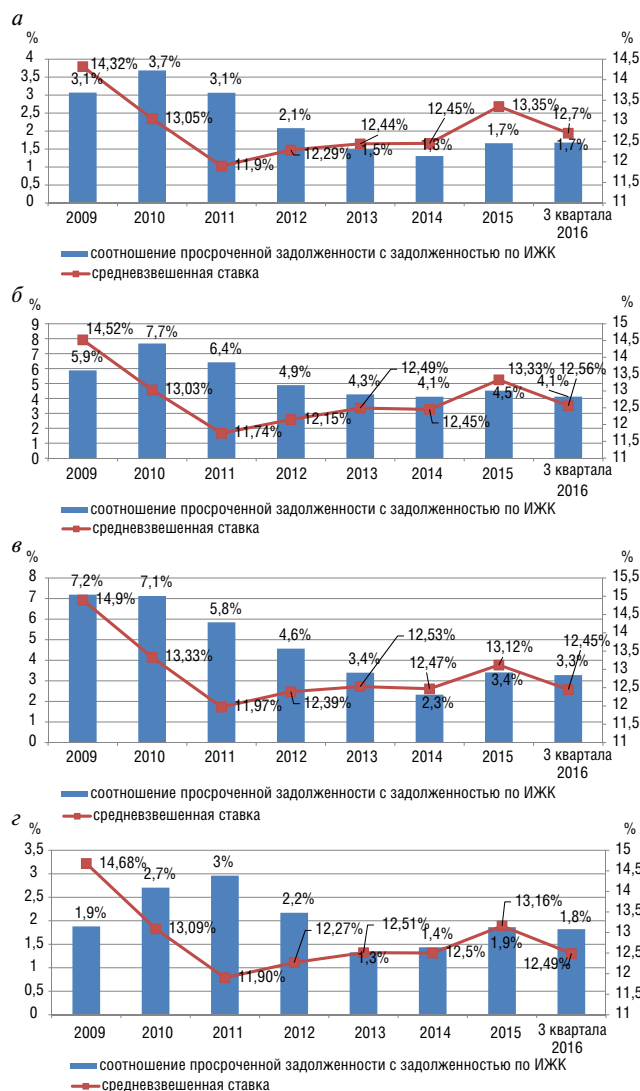 а
% %
4 14,5
3,5 14
3 13,5
2,5 13
2 12,5
1,5 12
1 11,5
0,5 11
0
3,1% 3,7% 3,1% 2,1% 1,5% 1,3% 1,7% 1,7%
14,32% 13,05% 11,9% 12,29% 12,44% 12,45% 13,35% 12,7%
2009 2010 2011 2012 2013 2014 2015 3 квартала
2016
соотношение просроченной задолженности с задолженностью по ИЖК
средневзвешенная ставка
б
% %
9 15
8 14,5
7 14
6 13,5
5 13
4 12,5
3 12
2 11,5
1 11
0
5,9% 7,7% 6,4% 4,9% 4,3% 4,1% 4,5% 4,1%
14,52% 13,03% 11,74% 12,15% 12,49% 12,45% 13,33% 12,56%
2009 2010 2011 2012 2013 2014 2015 3 квартала
2016
соотношение просроченной задолженности с задолженностью по ИЖК
средневзвешенная ставка
в
% %
8 15,5
7 15
6 14,5
5 14
4 13,5
3 13
2 12,5
1 12
0 11,5
11
7,2% 7,1% 5,8% 4,6% 3,4% 2,3% 3,4% 3,3%
14,9% 13,33% 11,97% 12,39% 12,53% 12,47% 13,12% 12,45%
2009 2010 2011 2012 2013 2014 2015 3 квартала
2016
соотношение просроченной задолженности с задолженностью по ИЖК
средневзвешенная ставка
г
% %
3,5 15
3 14,5
2,5 14
2 13,5
1,5 13
1 12,5
0,5 12
0 11,5
11
1,9% 2,7% 3% 2,2% 1,3% 1,4% 1,9% 1,8%
14,68% 13,09% 11,90% 12,27% 12,51% 12,5% 13,16% 12,49%
2009 2010 2011 2012 2013 2014 2015 3 квартала
2016
соотношение просроченной задолженности с задолженностью по ИЖК
средневзвешенная ставка